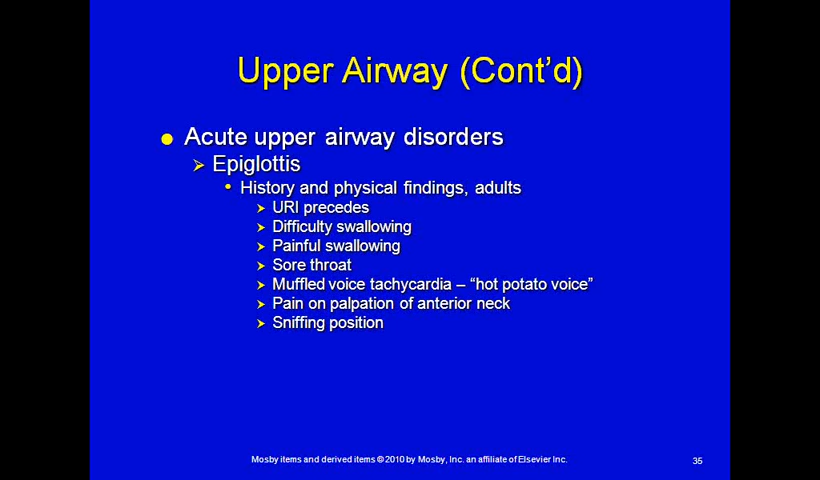 Upper Airway (Cont’d)
Acute upper airway disorders
Epiglottis
History and physical findings, adults
URI precedes
Difficulty swallowing
Painful swallowing
Sore throat
Muffled voice tachycardia – “hot potato voice”
Pain on palpation of anterior neck
Sniffing position
Mosby items and derived items © 2010 by Mosby, Inc. an affiliate of Elsevier Inc.
35